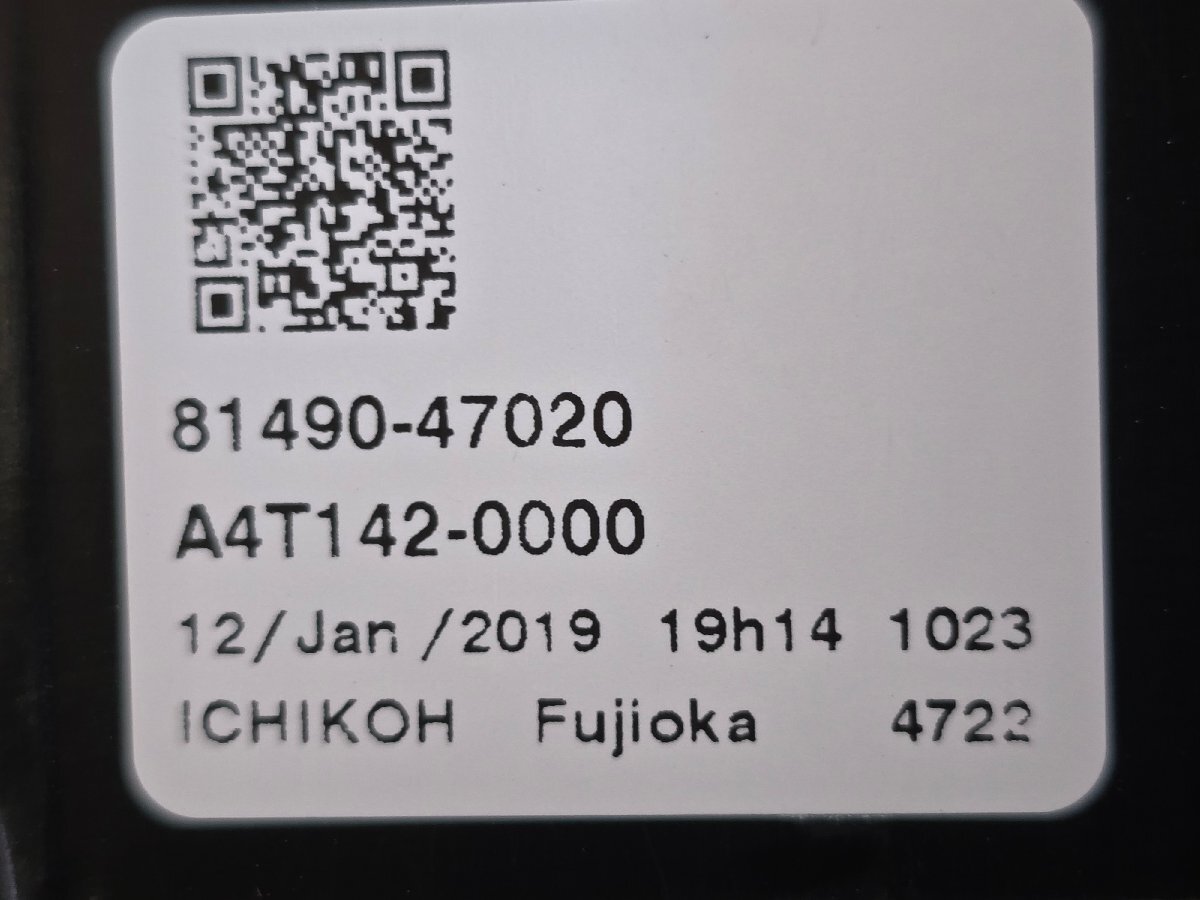 81490-47020
A4T142-0000
12/Jan /2019 19h14 1023
ICHIKOH Fujioka 4722